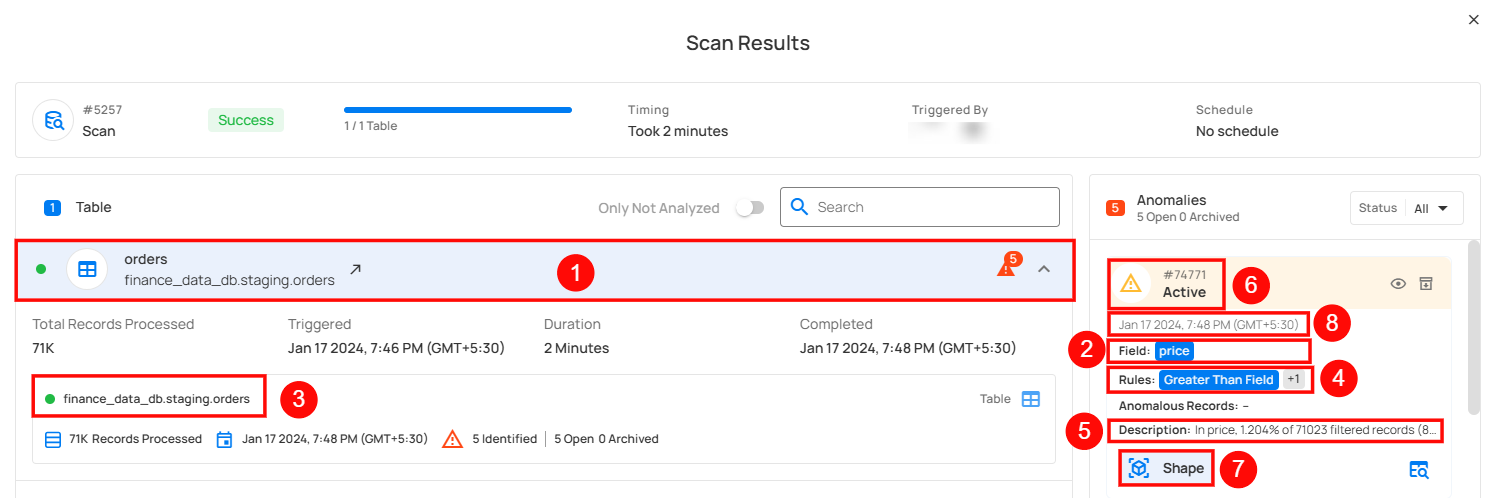 Scan Results
#5257
Scan
Success
1 / 1 Table
Timing
Took 2 minutes
Triggered By
Schedule
No schedule
1 Table
Only Not Analyzed
Search
5 Anomalies
5 Open 0 Archived
Status All
orders
finance_data_db.staging.orders
1
5
Total Records Processed
71K
Triggered
Jan 17 2024, 7:46 PM (GMT+5:30)
Duration
2 Minutes
Completed
Jan 17 2024, 7:48 PM (GMT+5:30)
finance_data_db.staging.orders
3
Table
71K Records Processed
Jan 17 2024, 7:48 PM (GMT+5:30)
5 Identified
5 Open 0 Archived
#74771
Active
6
Jan 17 2024, 7:48 PM (GMT+5:30)
8
2
Field: price
Rules: Greater Than Field +1
4
Anomalous Records: –
5
Description: In price, 1.204% of 71023 filtered records (8...
Shape
7